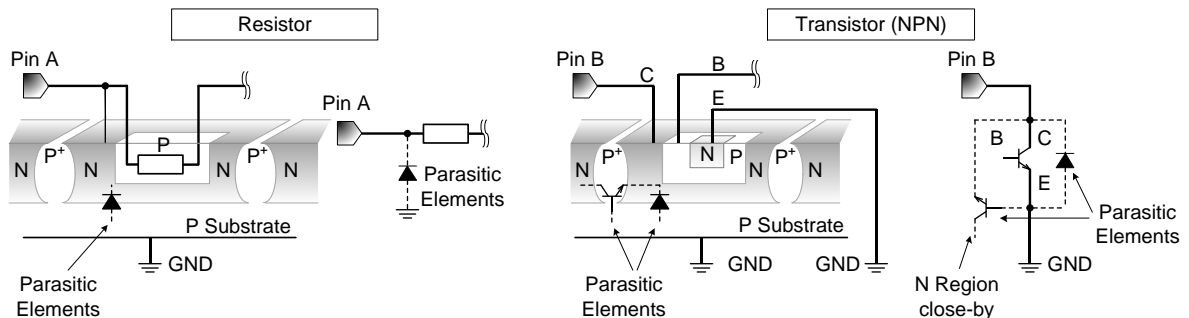 Resistor
Pin A
N
P+
N
P
N
P+
N
Parasitic
Elements
P Substrate
GND
Pin A
Parasitic
Elements
Transistor (NPN)
Pin B
C
B
E
N
P+
N
N
P
N
P+
N
P Substrate
GND
GND
Parasitic
Elements
Pin B
B
C
E
Parasitic
Elements
GND
N Region
close-by